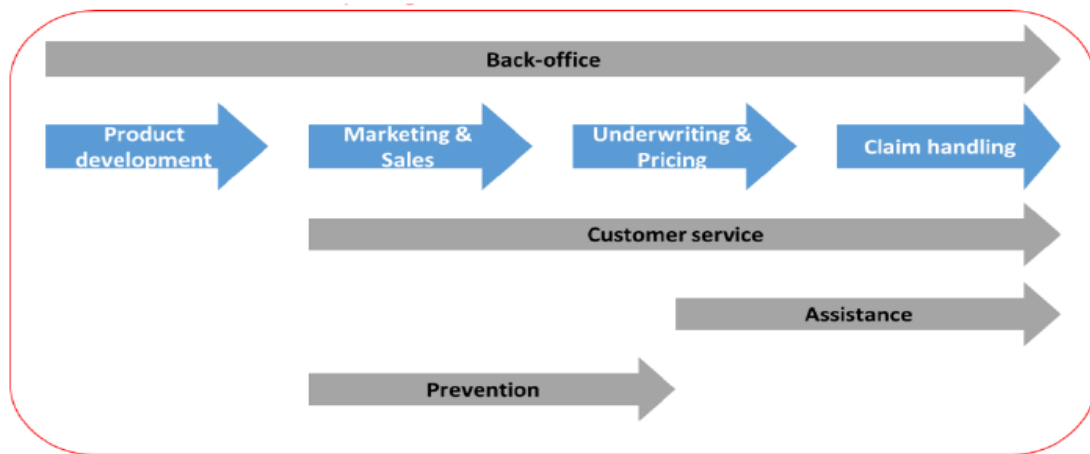 Back-office
Product
development
Marketing &
Sales
Underwriting &
Pricing
Claim handling
Customer service
Assistance
Prevention